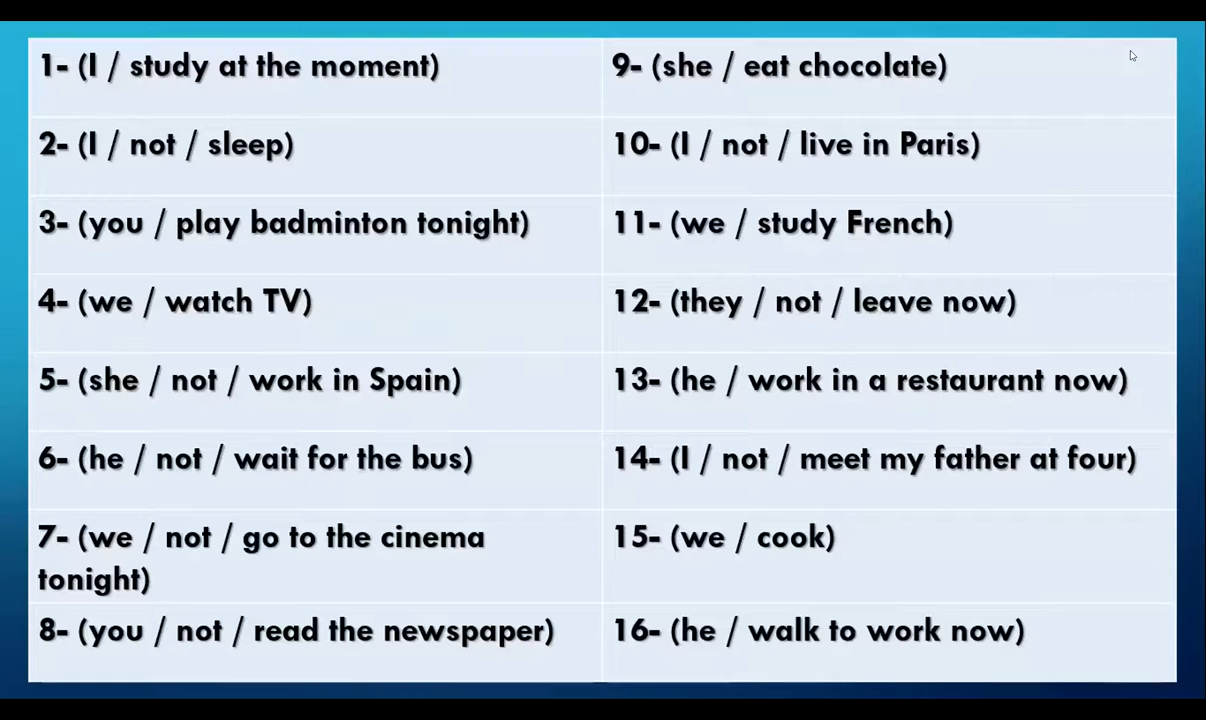 1- (I / study at the moment)
2- (I / not / sleep)
3- (you / play badminton tonight)
4- (we / watch TV)
5- (she / not / work in Spain)
6- (he / not / wait for the bus)
7- (we / not / go to the cinema
tonight)
8- (you / not / read the newspaper)
9- (she / eat chocolate)
10- (I / not / live in Paris)
11- (we / study French)
12- (they / not / leave now)
13- (he / work in a restaurant now)
14- (I / not / meet my father at four)
15- (we / cook)
16- (he / walk to work now)